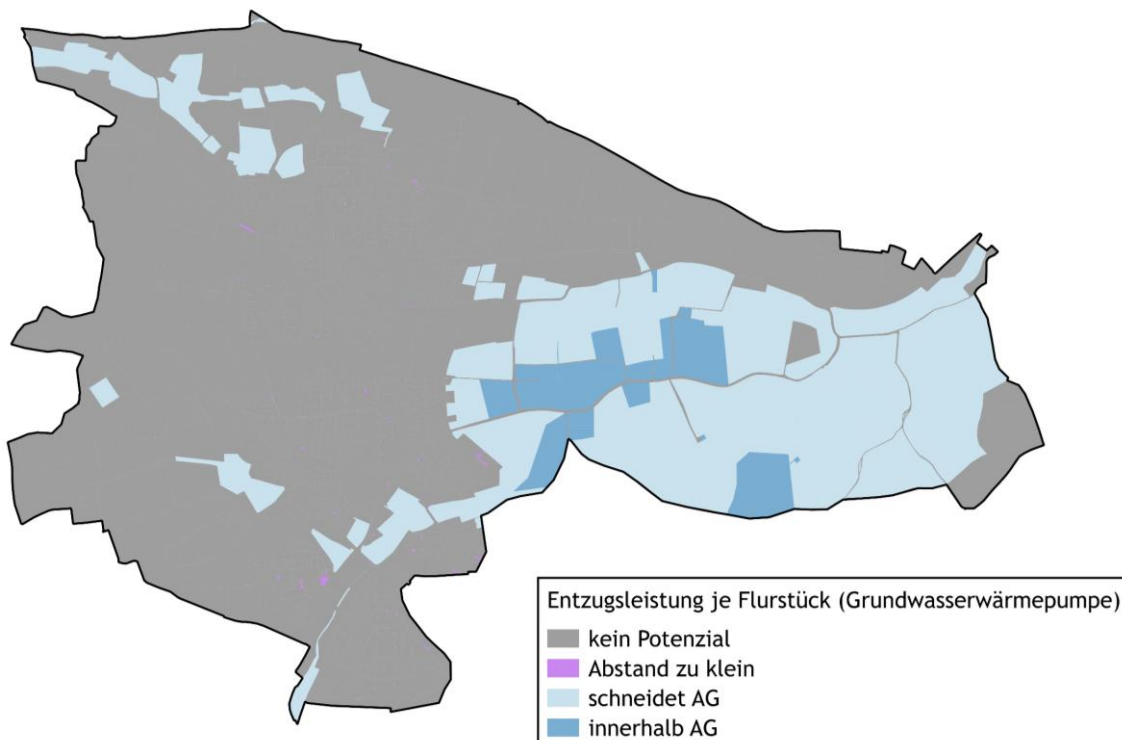 Entzugsleistung je Flurstück (Grundwasserwärmepumpe)
kein Potenzial
Abstand zu klein
schneidet AG
innerhalb AG